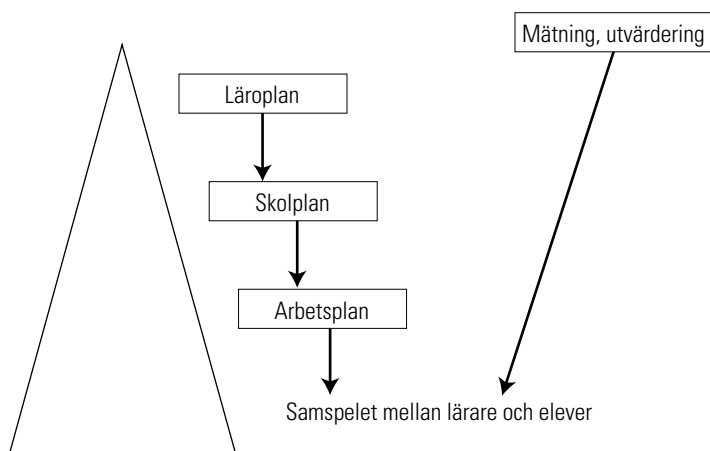 Mätning, utvärdering
Läroplan
Skolplan
Arbetsplan
Samspelet mellan lärare och elever